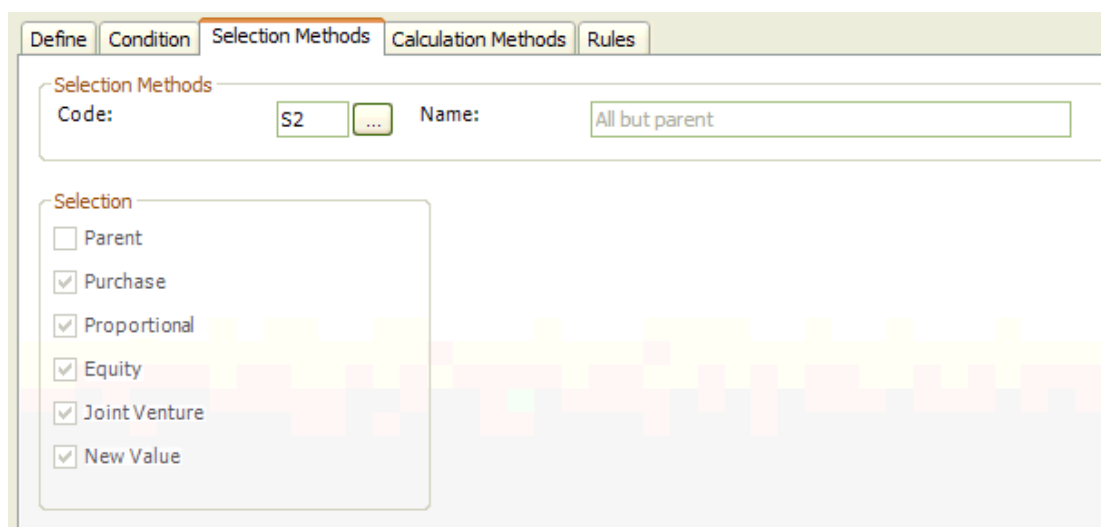 Define Condition Selection Methods Calculation Methods Rules
Selection Methods
Code: S2 ... Name: All but parent
Selection
Parent
Purchase
Proportional
Equity
Joint Venture
New Value